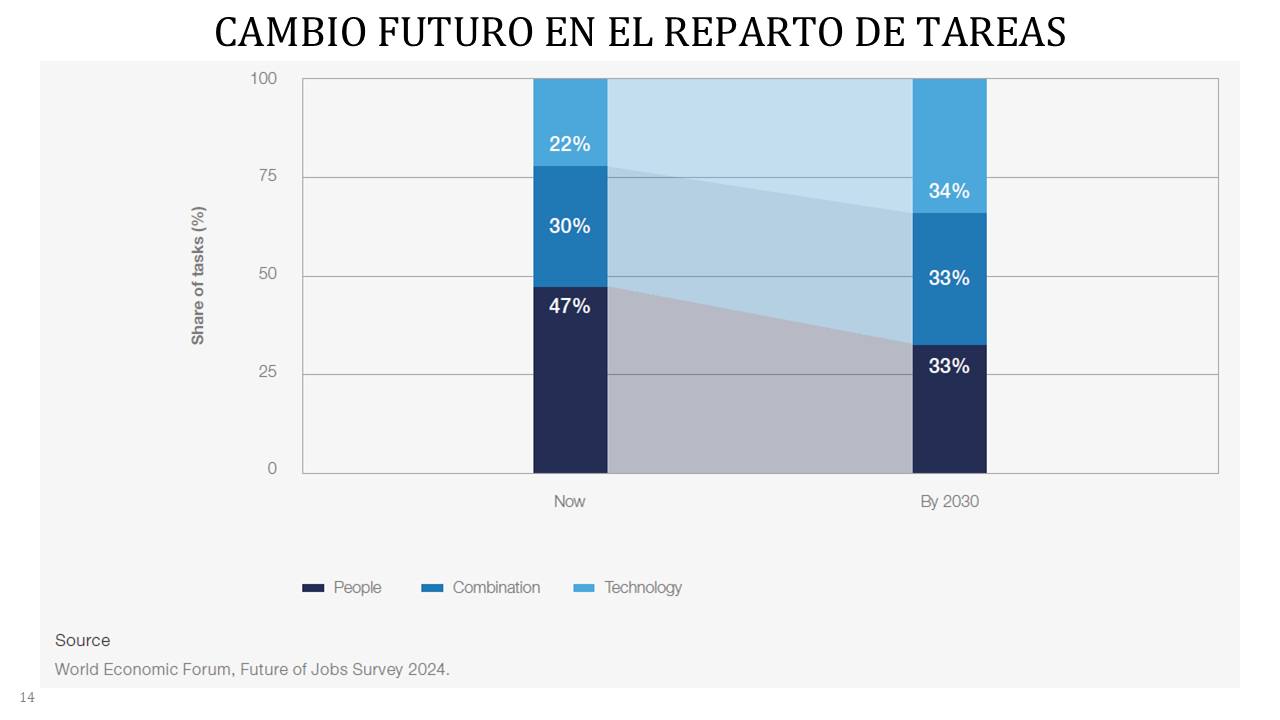 CAMBIO FUTURO EN EL REPARTO DE TAREAS
100
75
50
25
0
Share of tasks (%)
22%
30%
47%
34%
33%
33%
Now
By 2030
People
Combination
Technology
Source
World Economic Forum, Future of Jobs Survey 2024.
14